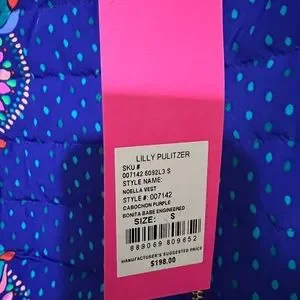 LILLY PULITZER
SKU #
007142 6092L3 S
STYLE NAME:
NOELLA VEST
STYLE #: 007142
CABOCHON PURPLE
BONITA BABE ENGINEERED
SIZE: S
889069 809652
MANUFACTURER'S SUGGESTED PRICE
$198.00